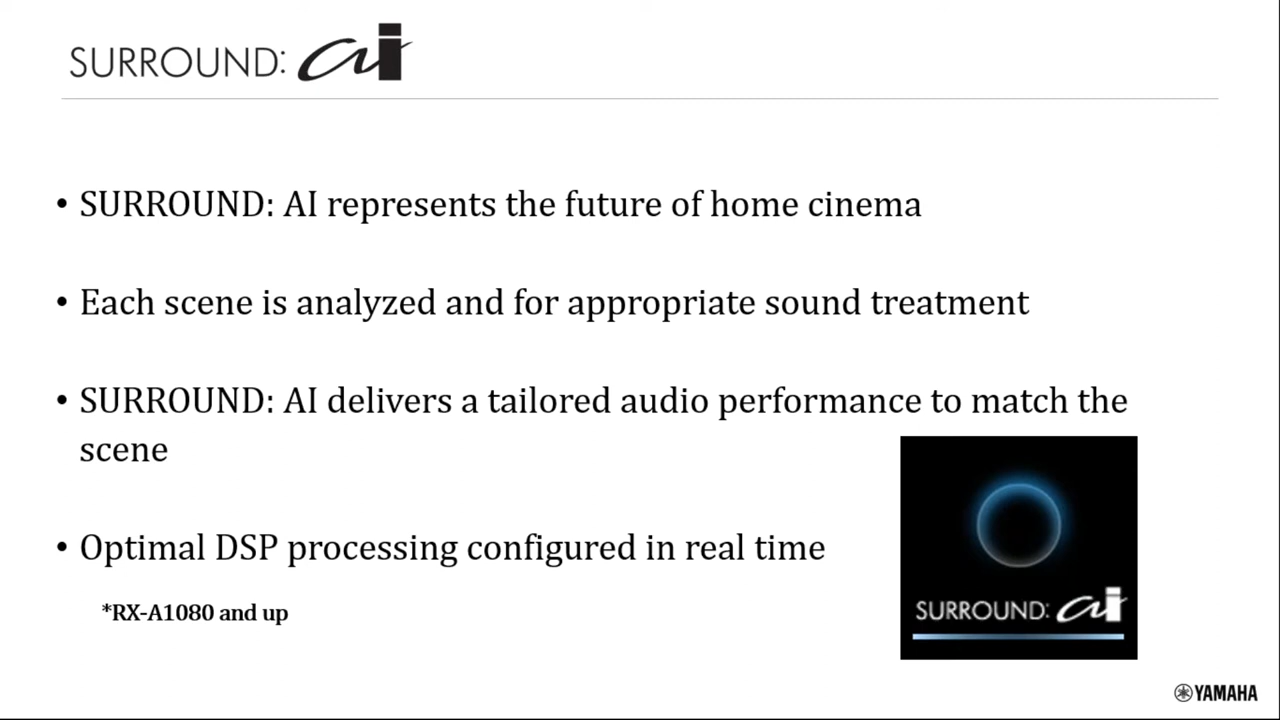 SURROUND: ai
• SURROUND: AI represents the future of home cinema
• Each scene is analyzed and for appropriate sound treatment
• SURROUND: AI delivers a tailored audio performance to match the
scene
• Optimal DSP processing configured in real time
*RX-A1080 and up
SURROUND: ai
YAMAHA